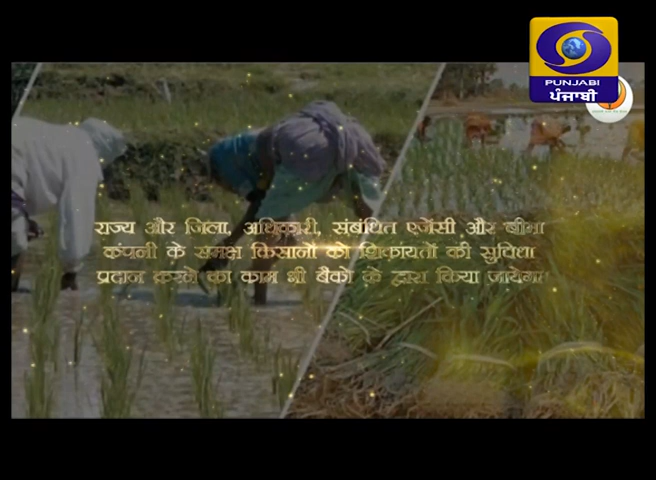 PUNJABI
ਪੰਜਾਬੀ
राज्य और जिला, अधिकारी, संबंधित एजेंसी और बीमा
कंपनी के समक्ष किसानों को शिकायतों की सुविधा
प्रदान करने का काम भी बैंको के द्वारा किया जायेगा